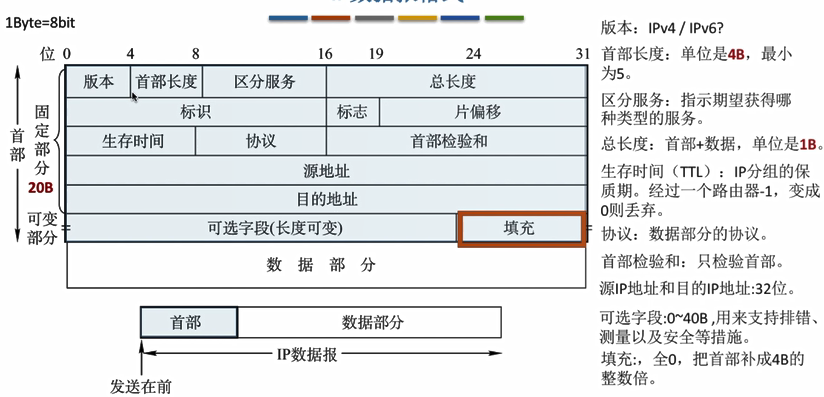 1Byte=8bit
位 0 4 8 16 19 24 31
版本 首部长度 区分服务 总长度
标识 标志 片偏移
生存时间 协议 首部检验和
源地址
目的地址
可选字段(长度可变) 填充
数 据 部 分
首部
固定部分
20B
可变
部分
首部 数据部分
IP数据报
发送在前
版本：IPv4 / IPv6?
首部长度：单位是4B，最小
为5。
区分服务：指示期望获得哪
种类型的服务。
总长度：首部+数据，单位是1B。
生存时间（TTL）：IP分组的保
质期。经过一个路由器-1，变成
0则丢弃。
协议：数据部分的协议。
首部检验和：只检验首部。
源IP地址和目的IP地址:32位。
可选字段:0~40B ,用来支持排错、
测量以及安全等措施。
填充:，全0，把首部补成4B的
整数倍。